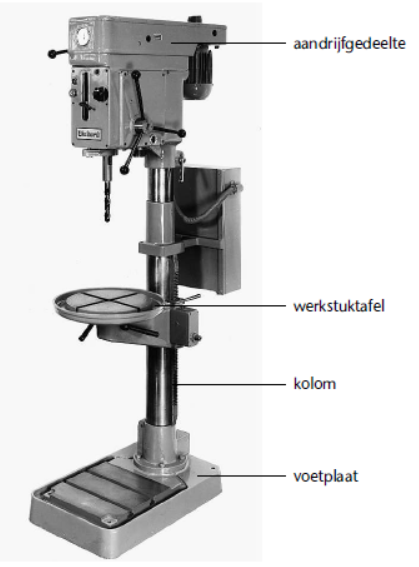 aandrijfgedeelte
werkstuktafel
kolom
voetplaat